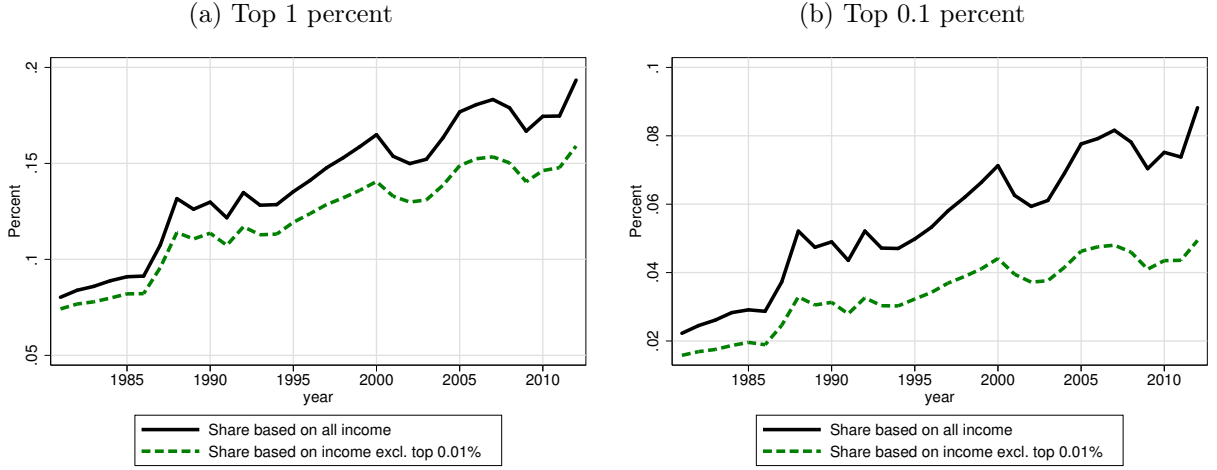 (a) Top 1 percent
Percent
.2
.15
.1
.05
1985 1990 1995 2000 2005 2010
year
Share based on all income
Share based on income excl. top 0.01%
(b) Top 0.1 percent
Percent
.1
.08
.06
.04
.02
1985 1990 1995 2000 2005 2010
year
Share based on all income
Share based on income excl. top 0.01%